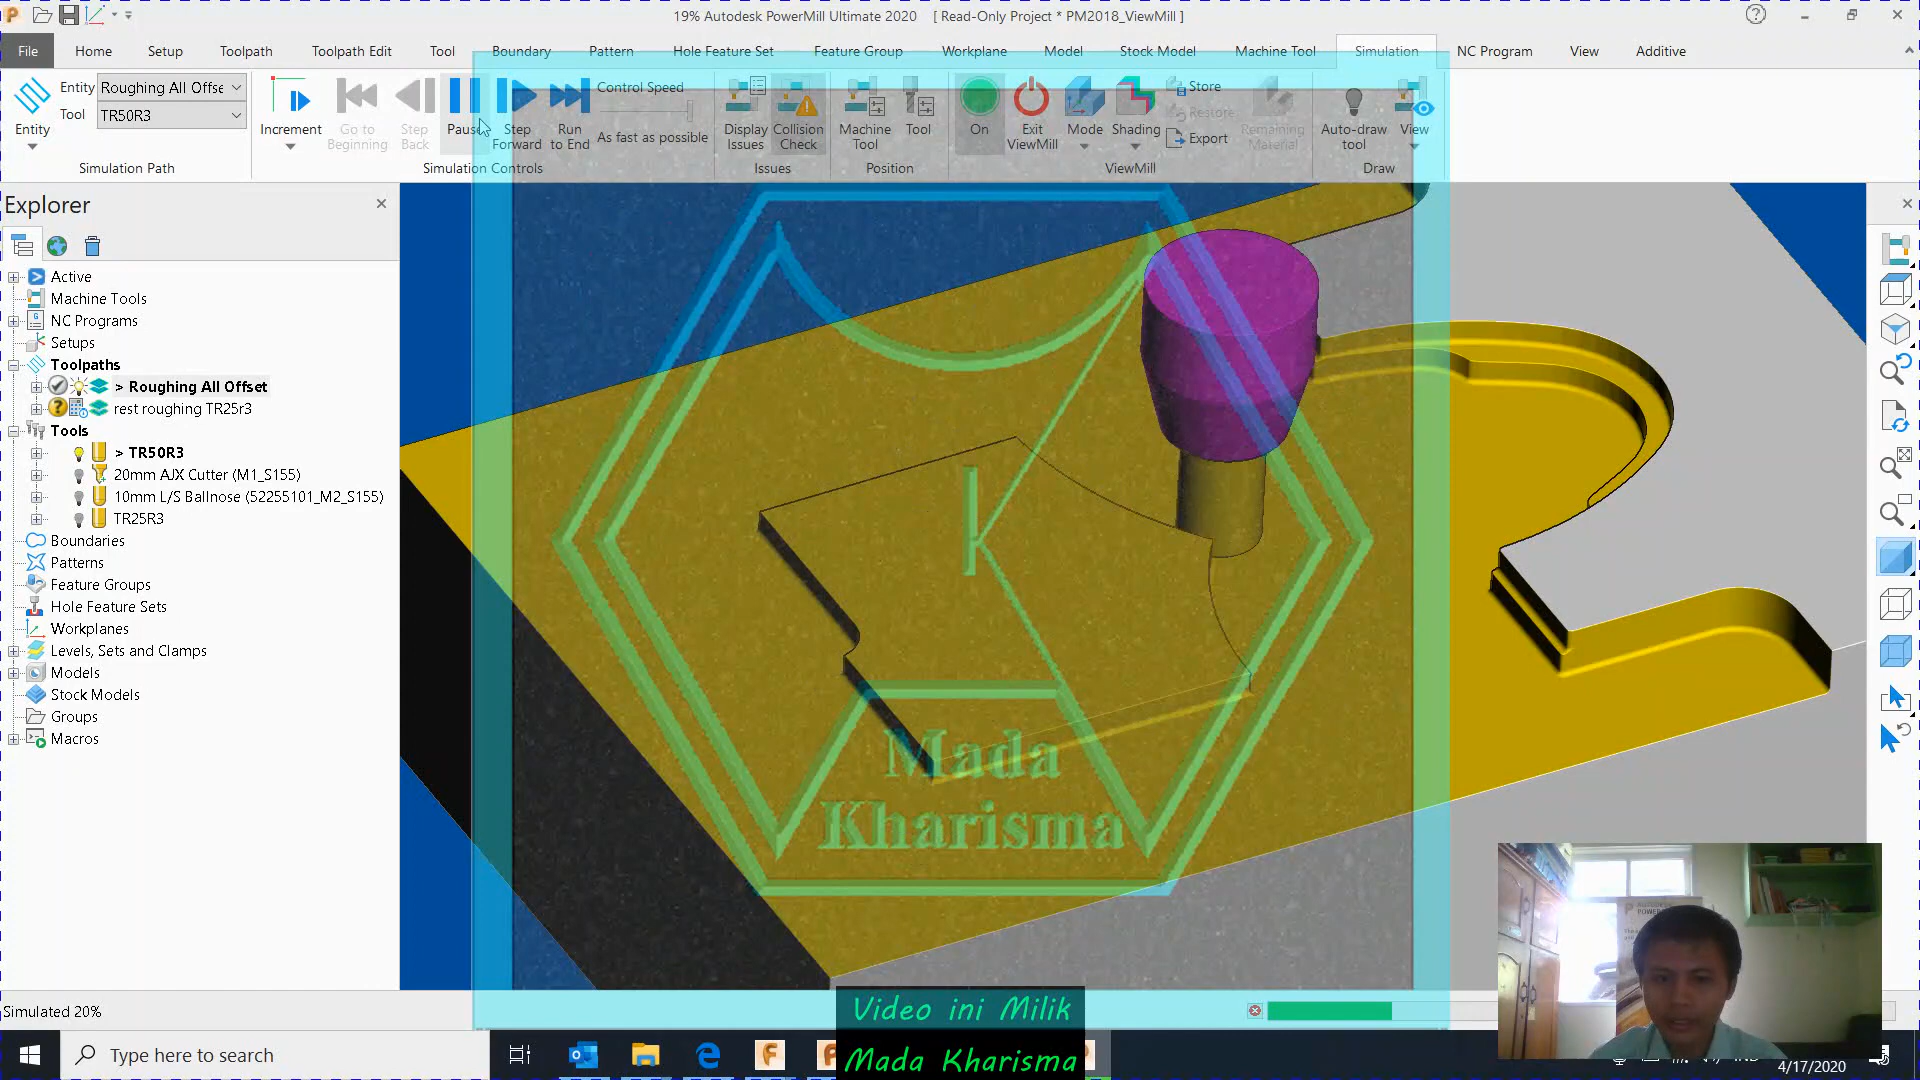 19% Autodesk PowerMill Ultimate 2020 [ Read-Only Project * PM2018_ViewMill ]
File Home Setup Toolpath Toolpath Edit Tool Boundary Pattern Hole Feature Set Feature Group Workplane Model Stock Model Machine Tool Simulation NC Program View Additive
Entity Roughing All Offse
Tool TR50R3
Entity
Simulation Path
Increment
Go to Beginning
Step Back
Pause
Step Forward
Run to End
Control Speed
As fast as possible
Simulation Controls
Display Issues
Collision Check
Issues
Machine Tool
Tool
Position
On
Exit ViewMill
Mode
Shading
Store
Restore
Export
Remaining Material
ViewMill
Auto-draw tool
View
Draw
Explorer
Active
Machine Tools
NC Programs
Setups
Toolpaths
> Roughing All Offset
rest roughing TR25r3
Tools
> TR50R3
20mm AJX Cutter (M1_S155)
10mm L/S Ballnose (52255101_M2_S155)
TR25R3
Boundaries
Patterns
Feature Groups
Hole Feature Sets
Workplanes
Levels, Sets and Clamps
Models
Stock Models
Groups
Macros
k
Mada
Kharisma
Simulated 20%
Video ini Milik
Mada Kharisma
Type here to search
4/17/2020